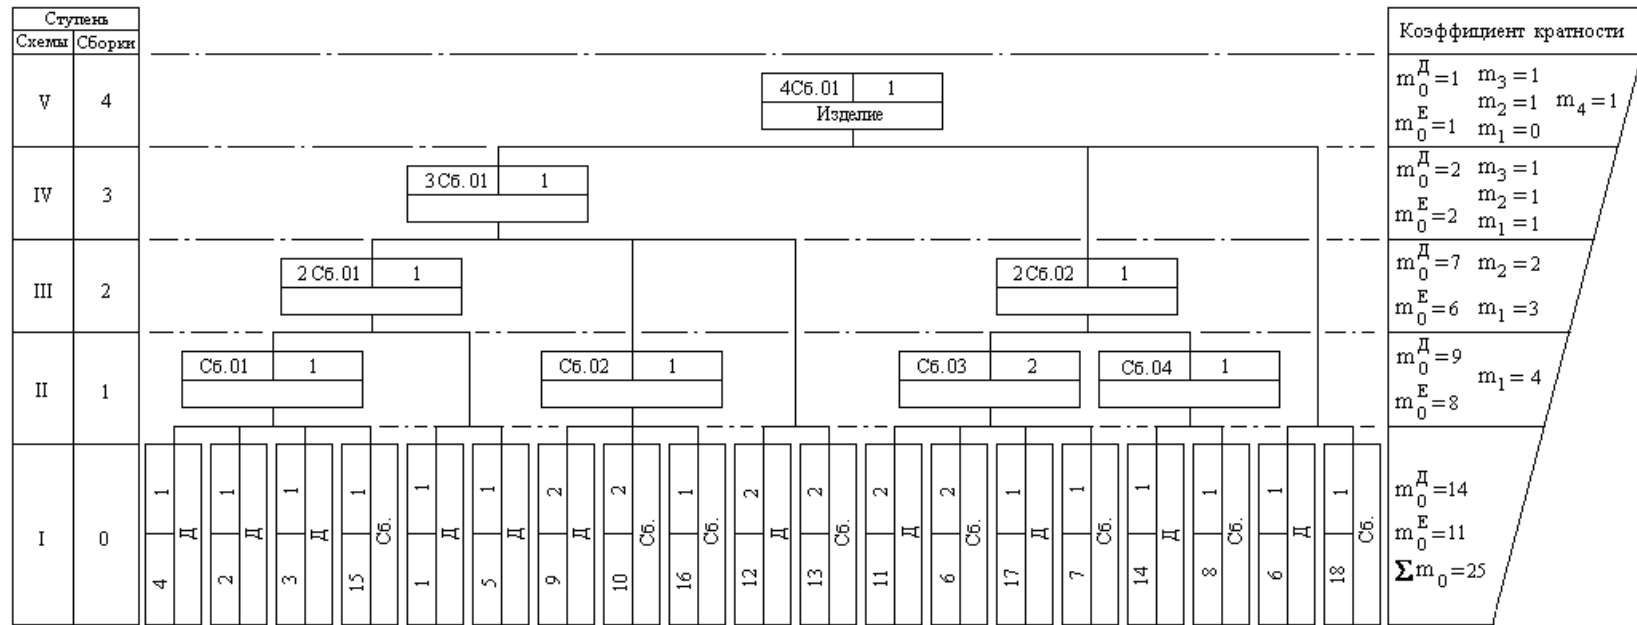 Ступень
Схемы Сборки
Коэффициент кратности
V 4
4Сб.01 1
Изделие
m₀ᴰ=1 m₃=1
m₂=1 m₄=1
m₀ᴱ=1 m₁=0
IV 3
3Сб.01 1
m₀ᴰ=2 m₃=1
m₂=1
m₀ᴱ=2 m₁=1
III 2
2Сб.01 1
2Сб.02 1
m₀ᴰ=7 m₂=2
m₀ᴱ=6 m₁=3
II 1
Сб.01 1
Сб.02 1
Сб.03 2
Сб.04 1
m₀ᴰ=9
m₁=4
m₀ᴱ=8
I 0
4 1 Д
2 1 Д
3 1 Д
15 1 Сб.
1 1 Д
5 1 Д
9 2 Д
10 2 Сб.
16 1 Сб.
12 2 Д
13 2 Сб.
11 2 Д
6 2 Сб.
17 1 Д
7 1 Сб.
14 1 Д
8 1 Сб.
6 1 Д
18 1 Сб.
m₀ᴰ=14
m₀ᴱ=11
Σm₀=25